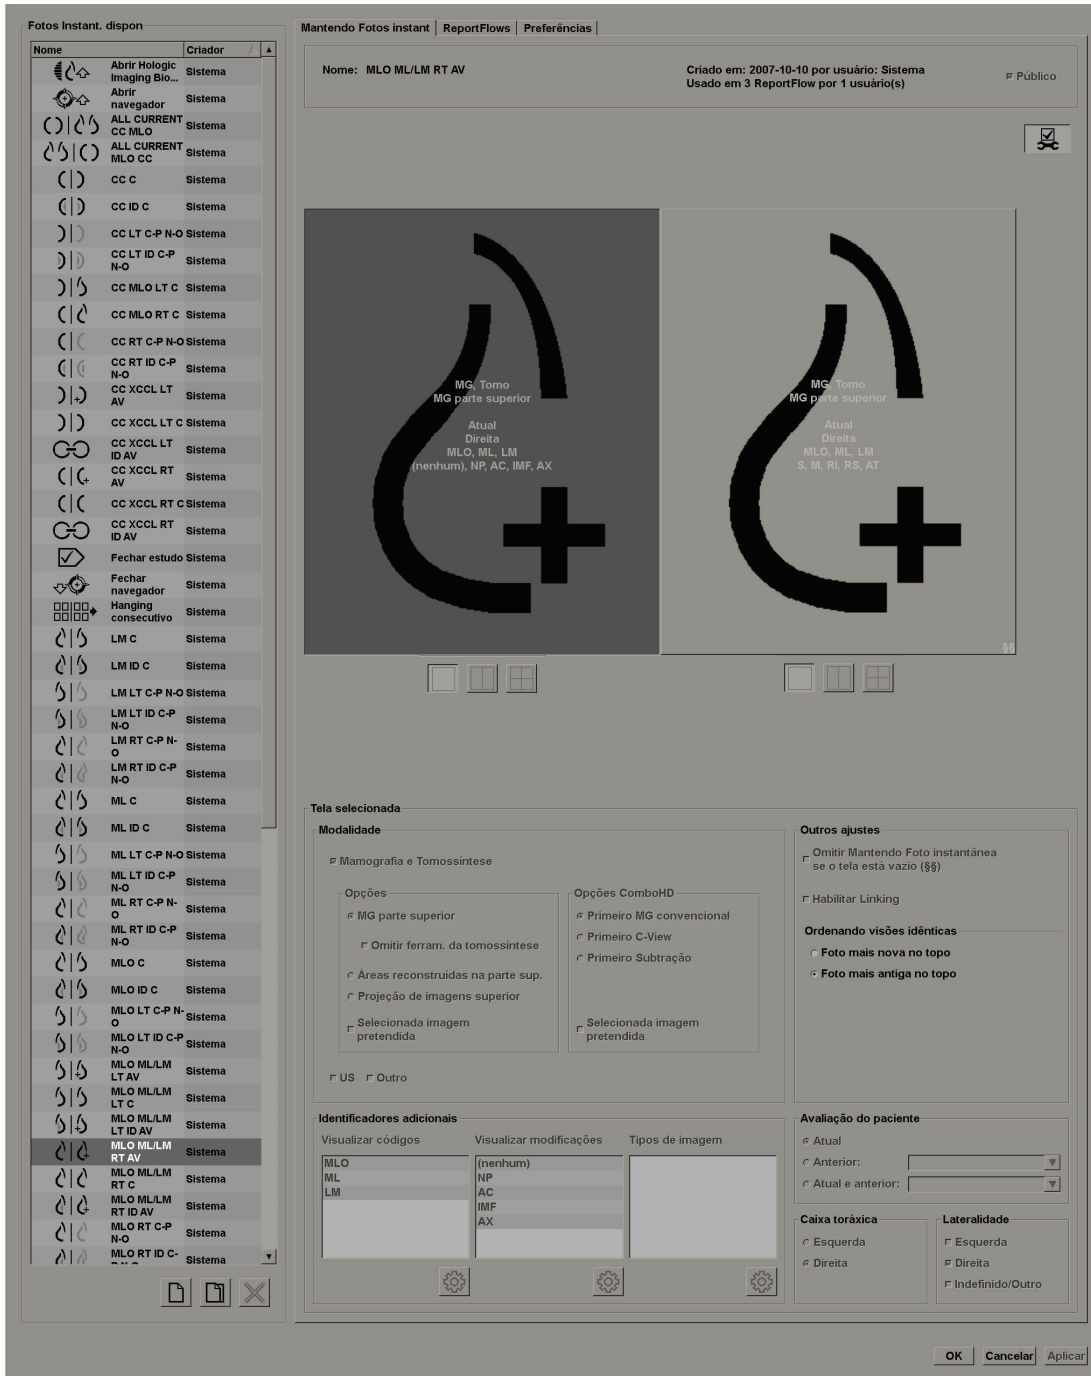 Fotos Instant. dispon
Nome Criador
Abrir Hologic
Imaging Bio... Sistema
Abrir
navegador Sistema
ALL CURRENT
CC MLO Sistema
ALL CURRENT
MLO CC Sistema
CC C Sistema
CC ID C Sistema
CC LT C-P N-O Sistema
CC LT ID C-P
N-O Sistema
CC MLO LT C Sistema
CC MLO RT C Sistema
CC RT C-P N-O Sistema
CC RT ID C-P
N-O Sistema
CC XCCL LT
AV Sistema
CC XCCL LT C Sistema
CC XCCL LT
ID AV Sistema
CC XCCL RT
AV Sistema
CC XCCL RT C Sistema
CC XCCL RT
ID AV Sistema
Fechar estudo Sistema
Fechar
navegador Sistema
Hanging
consecutivo Sistema
LM C Sistema
LM ID C Sistema
LM LT C-P N-O Sistema
LM LT ID C-P
N-O Sistema
LM RT C-P N-
O Sistema
LM RT ID C-P
N-O Sistema
ML C Sistema
ML ID C Sistema
ML LT C-P N-O Sistema
ML LT ID C-P
N-O Sistema
ML RT C-P N-
O Sistema
ML RT ID C-P
N-O Sistema
MLO C Sistema
MLO ID C Sistema
MLO LT C-P N-
O Sistema
MLO LT ID C-P
N-O Sistema
MLO ML/LM
LT AV Sistema
MLO ML/LM
LT C Sistema
MLO ML/LM
LT ID AV Sistema
MLO ML/LM
RT AV Sistema
MLO ML/LM
RT C Sistema
MLO ML/LM
RT ID AV Sistema
MLO RT C-P
N-O Sistema
MLO RT ID C-
Sistema
Mantendo Fotos instant ReportFlows Preferências
Nome: MLO ML/LM RT AV
Criado em: 2007-10-10 por usuário: Sistema
Usado em 3 ReportFlow por 1 usuário(s)
Público
MG, Tomo
MG parte superior
Atual
Direita
MLO, ML, LM
(nenhum), NP, AC, IMF, AX
MG, Tomo
MG parte superior
Atual
Direita
MLO, ML, LM
S, M, RI, RS, AT
§§
Tela selecionada
Modalidade
Mamografia e Tomossíntese
Opções
MG parte superior
Omitir ferram. da tomossíntese
Áreas reconstruídas na parte sup.
Projeção de imagens superior
Selecionada imagem
pretendida
Opções ComboHD
Primeiro MG convencional
Primeiro C-View
Primeiro Subtração
Selecionada imagem
pretendida
US Outro
Outros ajustes
Omitir Mantendo Foto instantânea
se o tela está vazio (§§)
Habilitar Linking
Ordenando visões idênticas
Foto mais nova no topo
Foto mais antiga no topo
Identificadores adicionais
Visualizar códigos
MLO
ML
LM
Visualizar modificações
(nenhum)
NP
AC
IMF
AX
Tipos de imagem
Avaliação do paciente
Atual
Anterior:
Atual e anterior:
Caixa toráxica
Esquerda
Direita
Lateralidade
Esquerda
Direita
Indefinido/Outro
OK Cancelar Aplicar